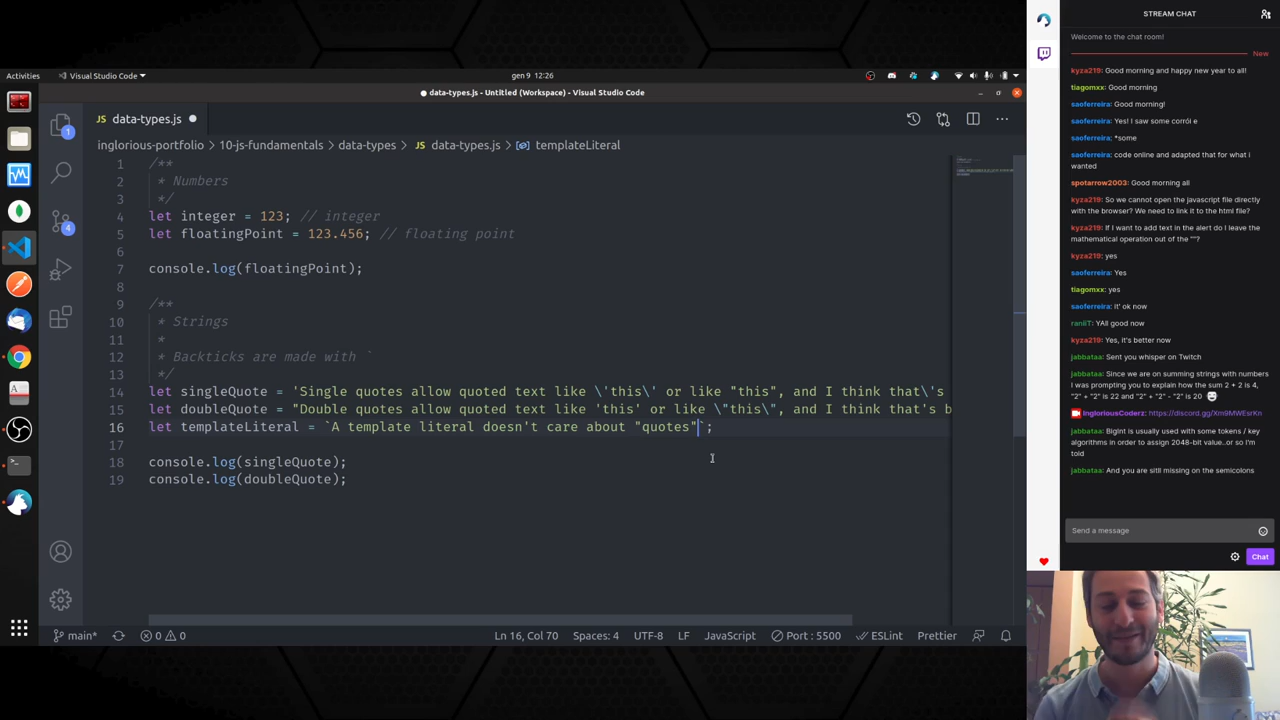 Activities
Visual Studio Code
gen 9 12:26
data-types.js - Untitled (Workspace) - Visual Studio Code
data-types.js
inglorious-portfolio > 10-js-fundamentals > data-types > JS data-types.js > templateLiteral
1 /**
2 * Numbers
3 */
4 let integer = 123; // integer
5 let floatingPoint = 123.456; // floating point
6
7 console.log(floatingPoint);
8
9 /**
10 * Strings
11 *
12 * Backticks are made with `
13 */
14 let singleQuote = 'Single quotes allow quoted text like \'this\' or like "this", and I think that\'s
15 let doubleQuote = "Double quotes allow quoted text like 'this' or like \"this\", and I think that's b
16 let templateLiteral = `A template literal doesn't care about "quotes"`;
17
18 console.log(singleQuote);
19 console.log(doubleQuote);
1
4
main*
0
0
Ln 16, Col 70
Spaces: 4
UTF-8
LF
JavaScript
Port : 5500
ESLint
Prettier
STREAM CHAT
Welcome to the chat room!
New
kyza219: Good morning and happy new year to all!
tiagomxx: Good morning
saoferreira: Good morning!
saoferreira: Yes! I saw some corról e
saoferreira: *some
saoferreira: code online and adapted that for what i
wanted
spotarrow2003: Good morning all
kyza219: So we cannot open the javascript file directly
with the browser? We need to link it to the html file?
kyza219: If I want to add text in the alert do I leave the
mathematical operation out of the ""?
kyza219: yes
saoferreira: Yes
tiagomxx: yes
saoferreira: it' ok now
raniiT: YAll good now
kyza219: Yes, it's better now
jabbataa: Sent you whisper on Twitch
jabbataa: Since we are on summing strings with numbers
I was prompting you to explain how the sum 2 + 2 is 4,
"2" + "2" is 22 and "2" + "2" - "2" is 20
IngloriousCoderz: https://discord.gg/Xm9MWEsrKn
jabbataa: BigInt is usually used with some tokens / key
algorithms in order to assign 2048-bit value..or so I'm
told
jabbataa: And you are sitll missing on the semicolons
Send a message
Chat